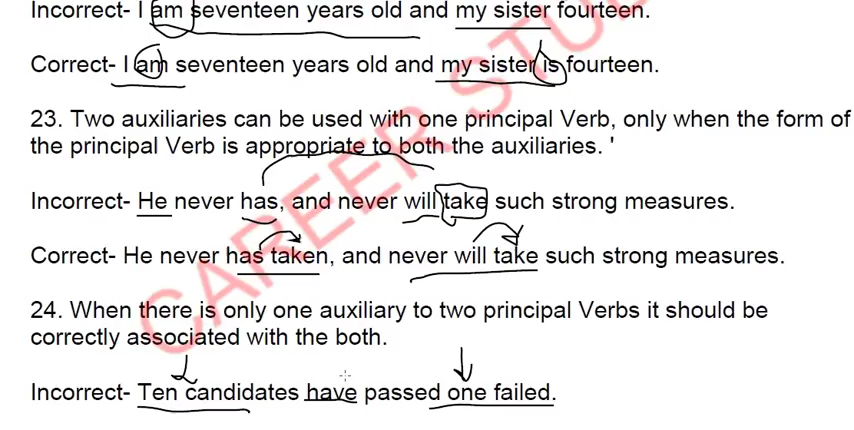 Incorrect- I am seventeen years old and my sister fourteen.
Correct- I am seventeen years old and my sister is fourteen.
23. Two auxiliaries can be used with one principal Verb, only when the form of
the principal Verb is appropriate to both the auxiliaries. '
Incorrect- He never has, and never will take such strong measures.
Correct- He never has taken, and never will take such strong measures.
24. When there is only one auxiliary to two principal Verbs it should be
correctly associated with the both.
Incorrect- Ten candidates have passed one failed.
CAREER STU